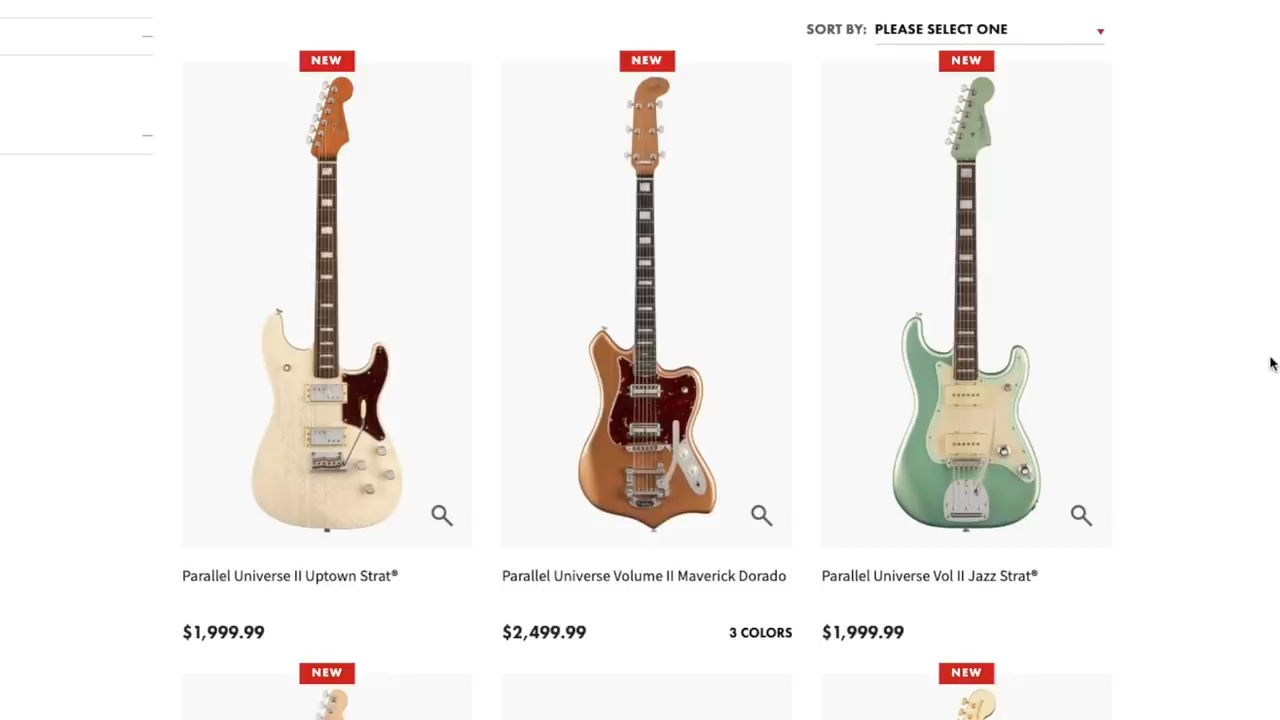 SORT BY: PLEASE SELECT ONE
NEW NEW NEW
Parallel Universe II Uptown Strat® Parallel Universe Volume II Maverick Dorado Parallel Universe Vol II Jazz Strat®
$1,999.99 $2,499.99 3 COLORS $1,999.99
NEW NEW